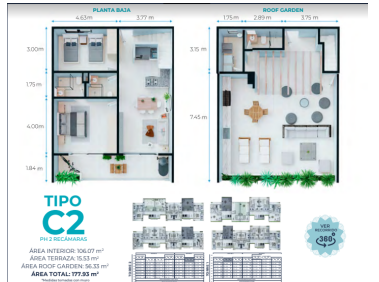 PLANTA BAJA
4.63m
3.77 m
3.00m
1.75 m
4.00m
1.84 m
ROOF GARDEN
1.75m
2.89 m
3.75 m
3.15 m
7.45 m
TIPO
C2
PH 2 RECÁMARAS
ÁREA INTERIOR: 106.07 m²
ÁREA TERRAZA: 15.53 m²
ÁREA ROOF GARDEN: 56.33 m²
ÁREA TOTAL: 177.93 m²
VER
RECORRIDO
360°